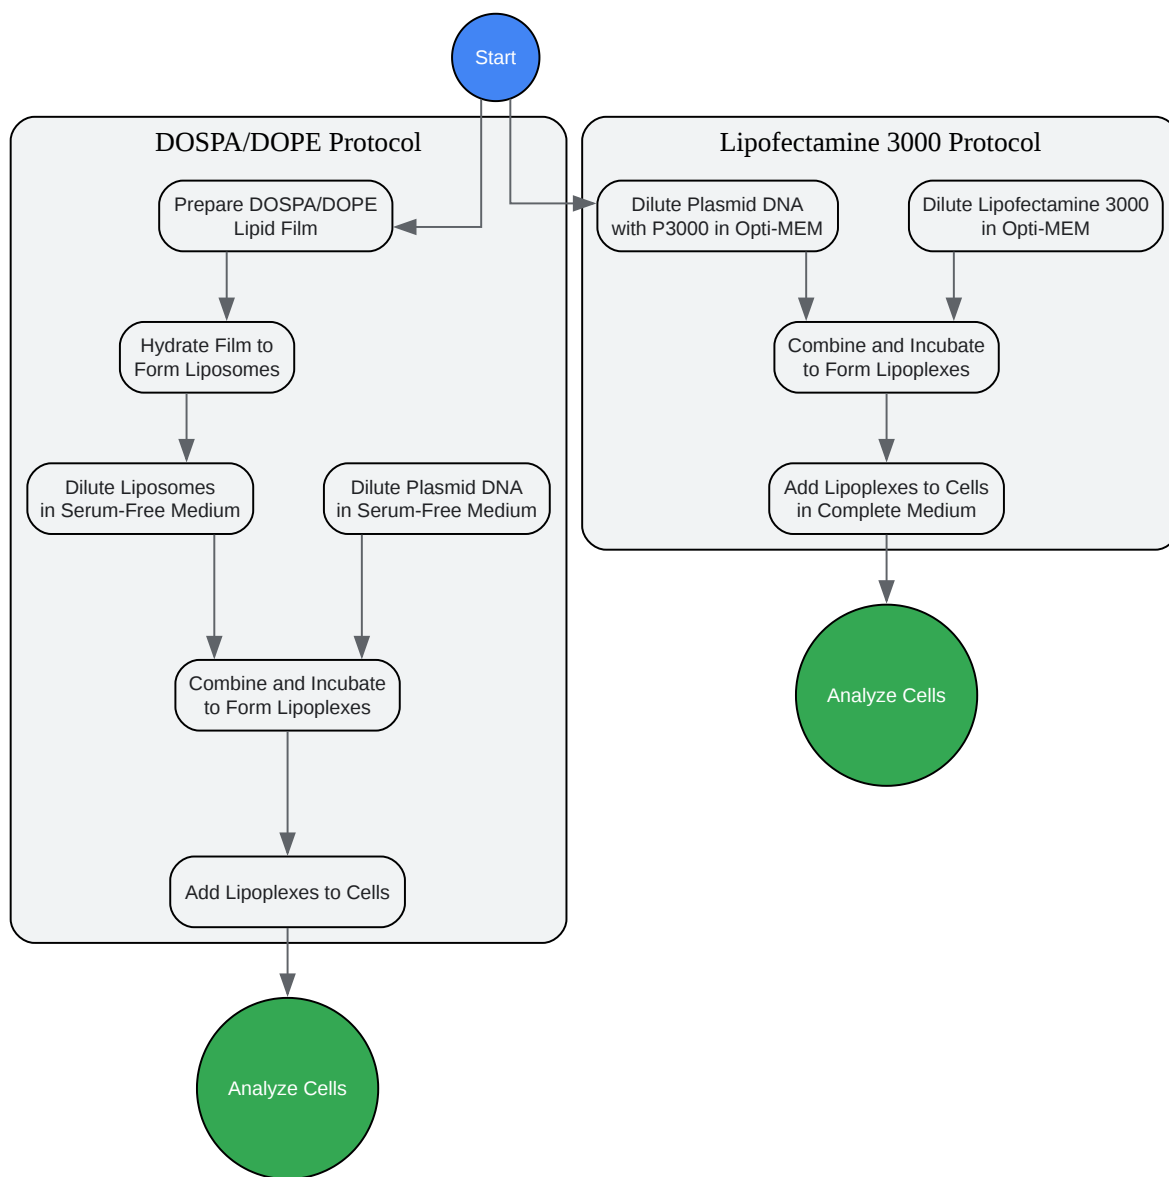 Start
DOSPA/DOPE Protocol
Prepare DOSPA/DOPE
Lipid Film
Hydrate Film to
Form Liposomes
Dilute Liposomes
in Serum-Free Medium
Dilute Plasmid DNA
in Serum-Free Medium
Combine and Incubate
to Form Lipoplexes
Add Lipoplexes to Cells
Analyze Cells
Lipofectamine 3000 Protocol
Dilute Plasmid DNA
with P3000 in Opti-MEM
Dilute Lipofectamine 3000
in Opti-MEM
Combine and Incubate
to Form Lipoplexes
Add Lipoplexes to Cells
in Complete Medium
Analyze Cells